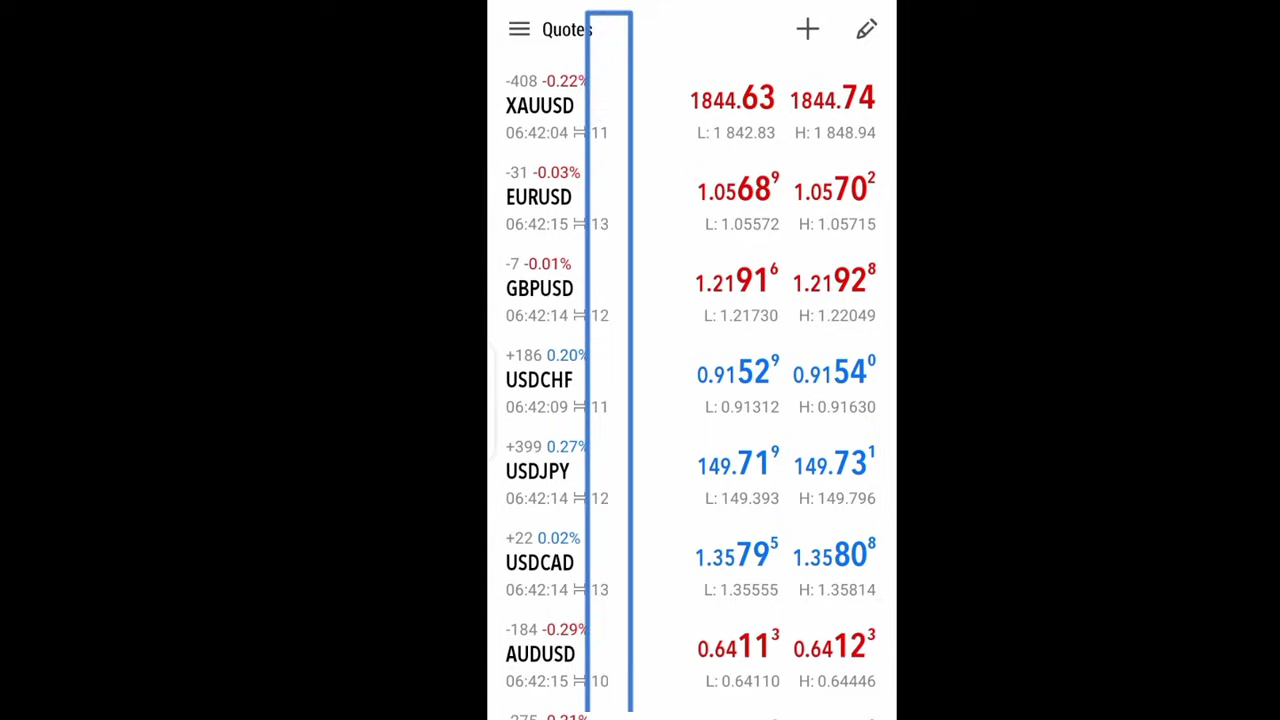 Quotes
-408 -0.22%
XAUUSD 1844.63 1844.74
06:42:04 11 L: 1 842.83 H: 1 848.94
-31 -0.03%
EURUSD 1.05689 1.05702
06:42:15 13 L: 1.05572 H: 1.05715
-7 -0.01%
GBPUSD 1.21916 1.21928
06:42:14 12 L: 1.21730 H: 1.22049
+186 0.20%
USDCHF 0.91529 0.91540
06:42:09 11 L: 0.91312 H: 0.91630
+399 0.27%
USDJPY 149.719 149.731
06:42:14 12 L: 149.393 H: 149.796
+22 0.02%
USDCAD 1.35795 1.35808
06:42:14 13 L: 1.35555 H: 1.35814
-184 -0.29%
AUDUSD 0.64113 0.64123
06:42:15 10 L: 0.64110 H: 0.64446